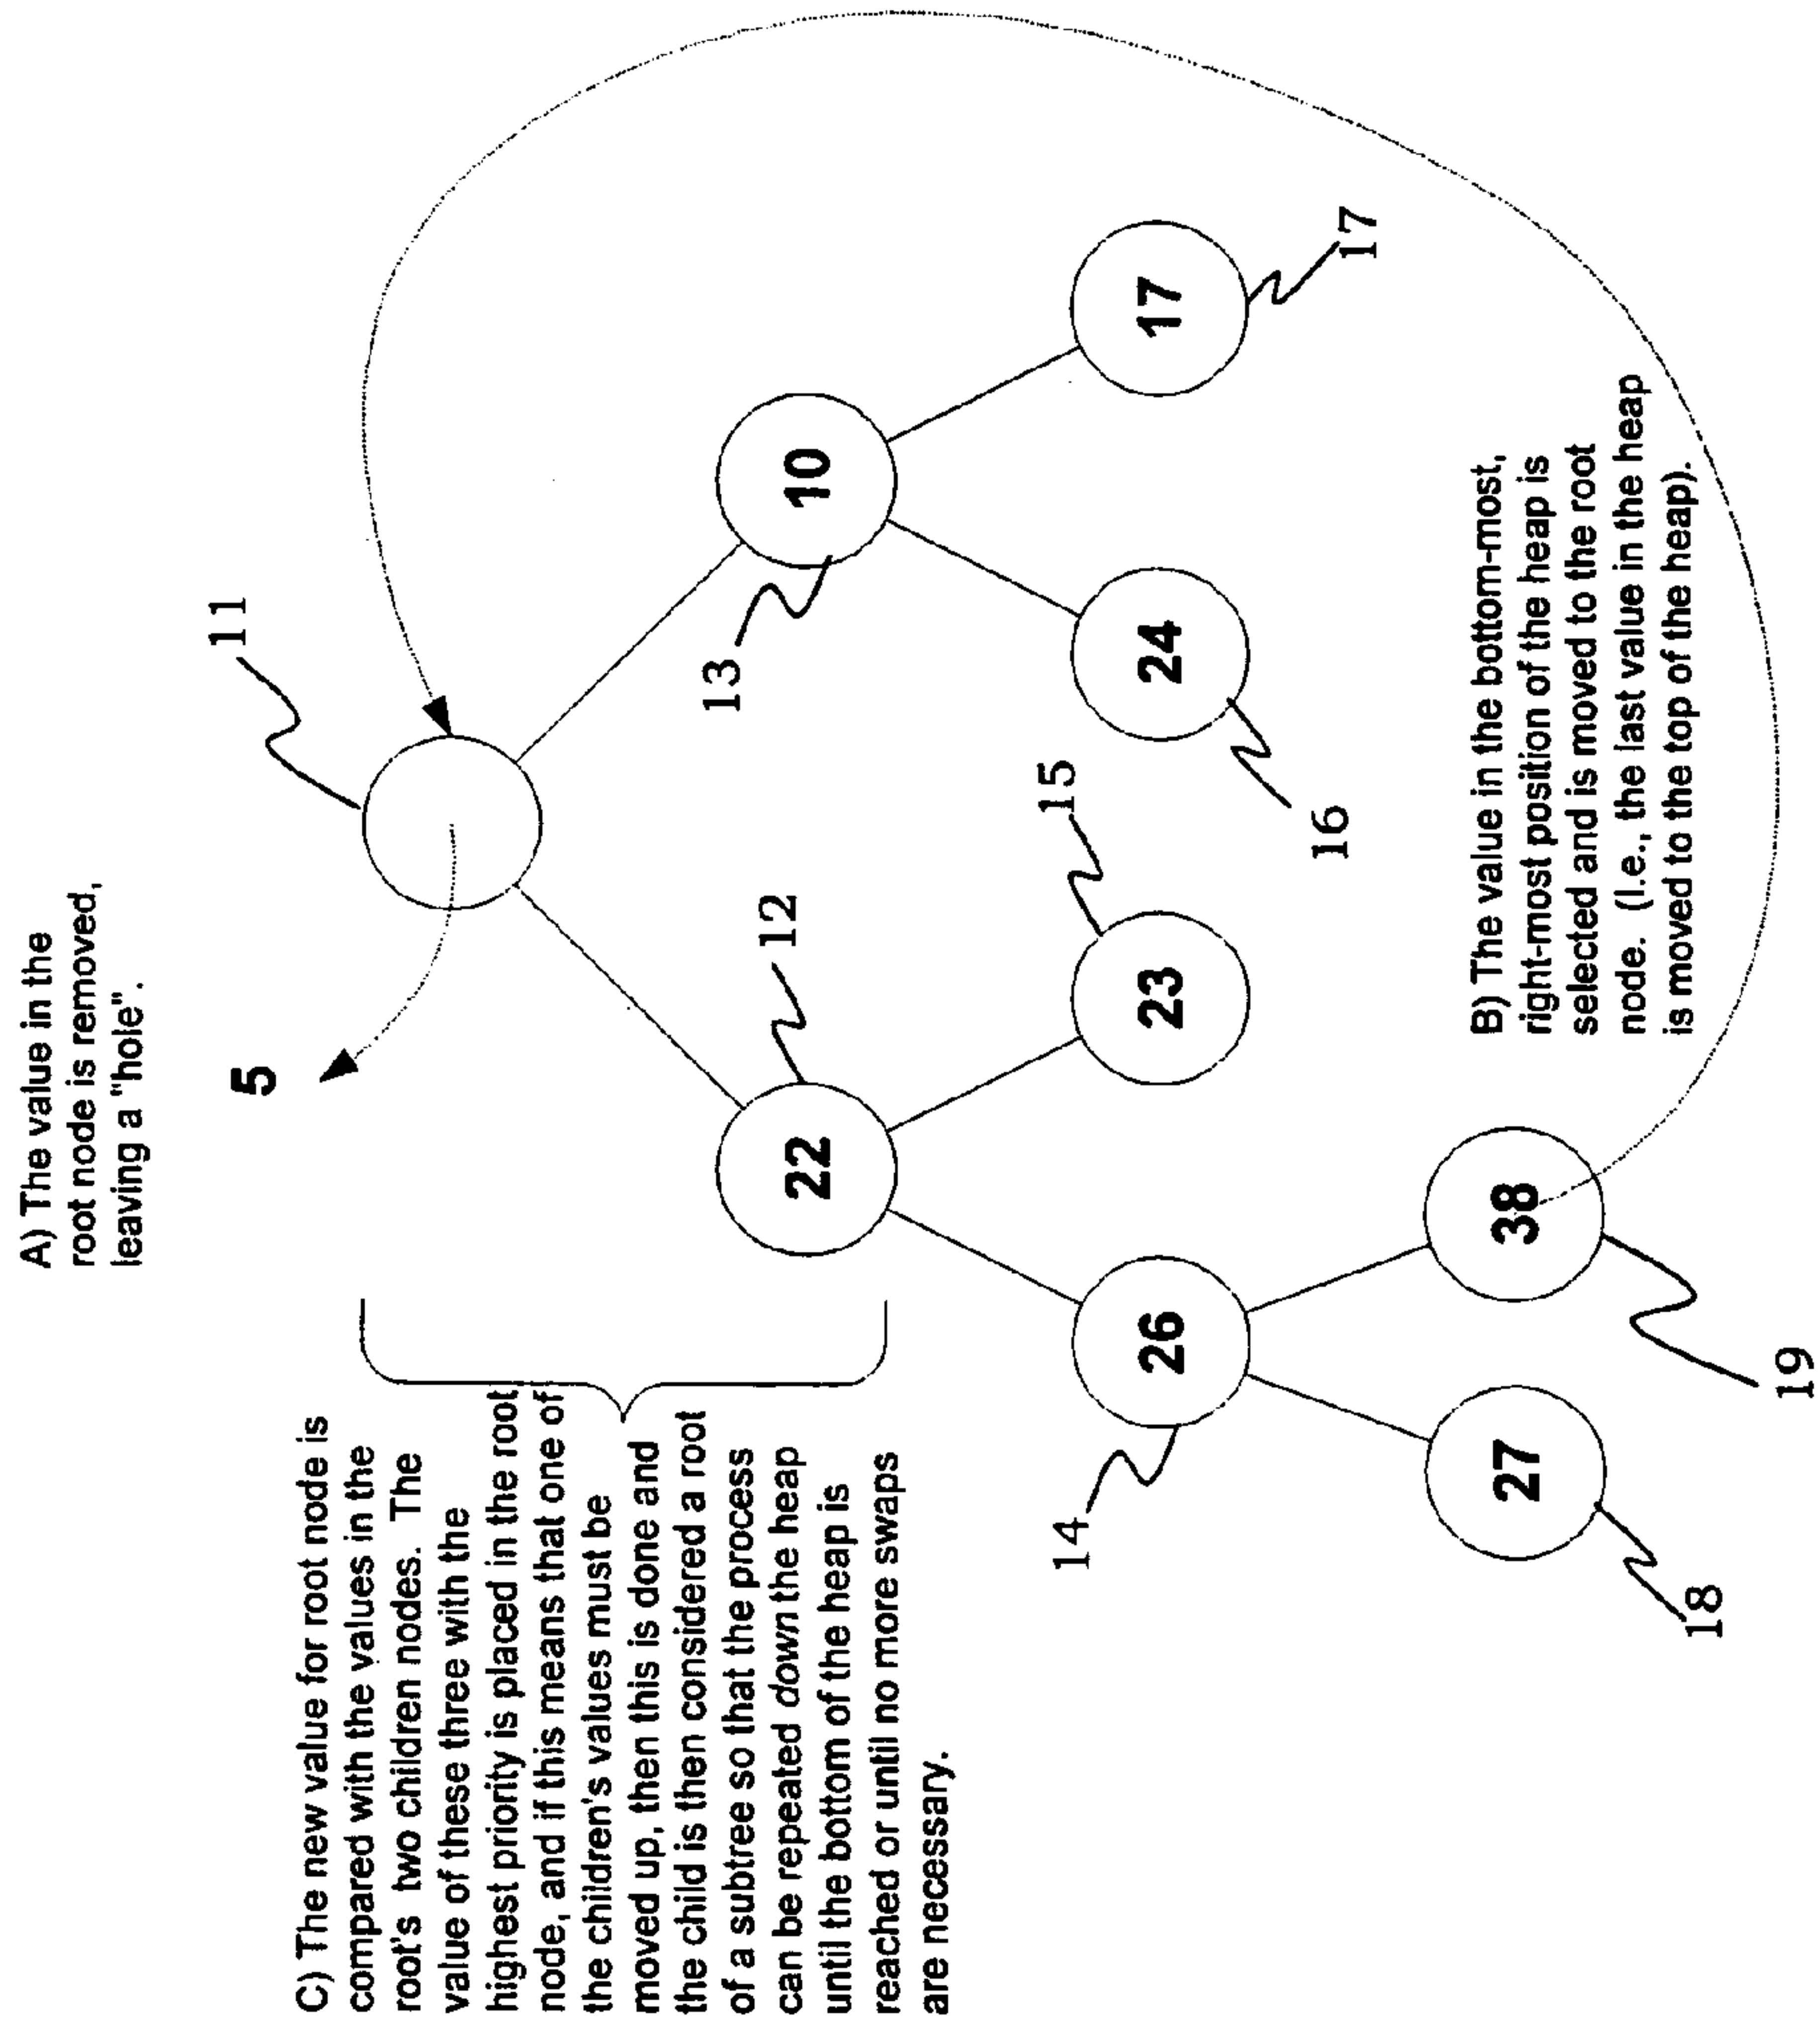 A) The value in the
root node is removed,
leaving a "hole".
5
11
C) The new value for root node is
compared with the values in the
root's two children nodes. The
value of these three with the
highest priority is placed in the root
node, and if this means that one of
the children's values must be
moved up, then this is done and
the child is then considered a root
of a subtree so that the process
can be repeated down the heap
until the bottom of the heap is
reached or until no more swaps
are necessary.
22
12
10
13
26
14
23
15
24
16
17
17
27
18
38
19
B) The value in the bottom-most,
right-most position of the heap is
selected and is moved to the root
node. (I.e., the last value in the heap
is moved to the top of the heap).